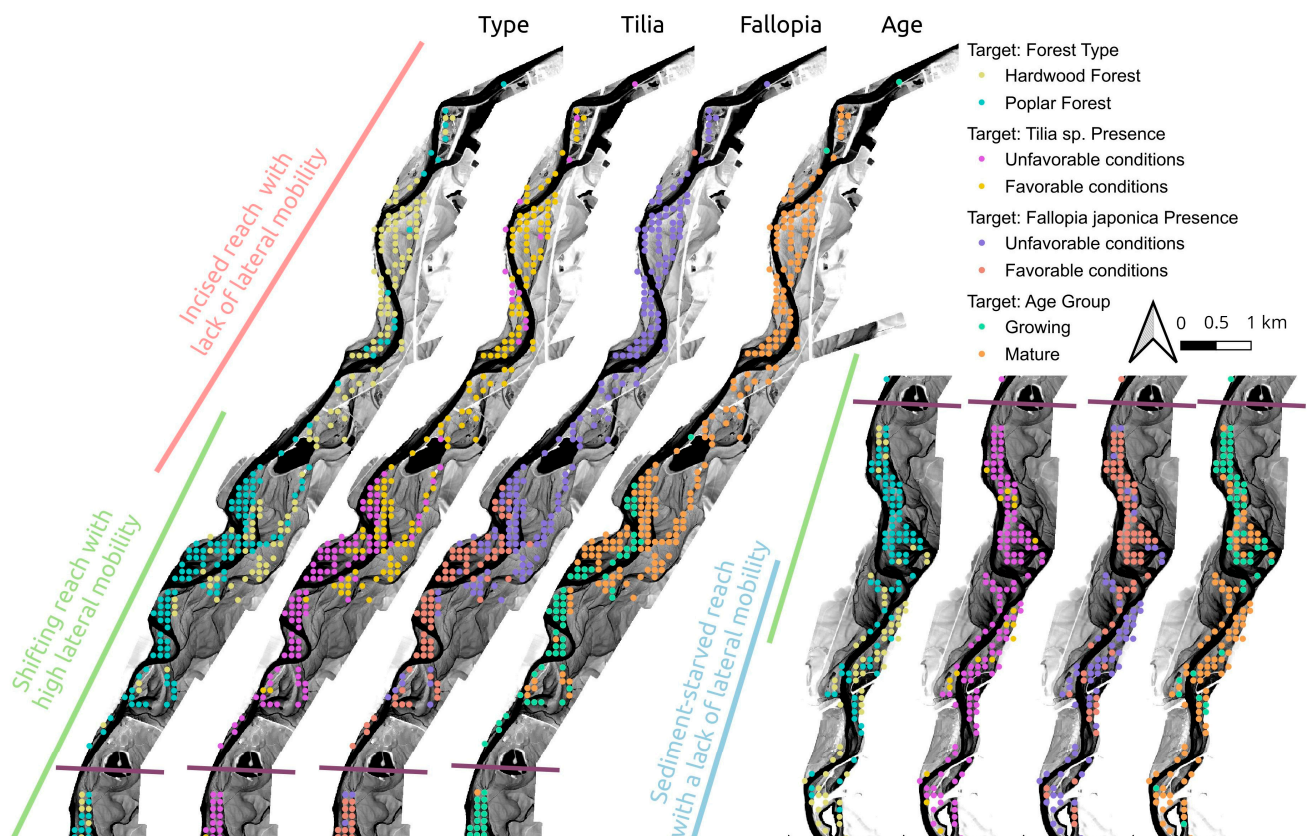 Type
Tilia
Fallopia
Age
Target: Forest Type
Hardwood Forest
Poplar Forest
Target: Tilia sp. Presence
Unfavorable conditions
Favorable conditions
Target: Fallopia japonica Presence
Unfavorable conditions
Favorable conditions
Target: Age Group
Growing
Mature
0 0.5 1 km
Incised reach with
lack of lateral mobility
Shifting reach with
high lateral mobility
Sediment-starved reach
with a lack of lateral mobility